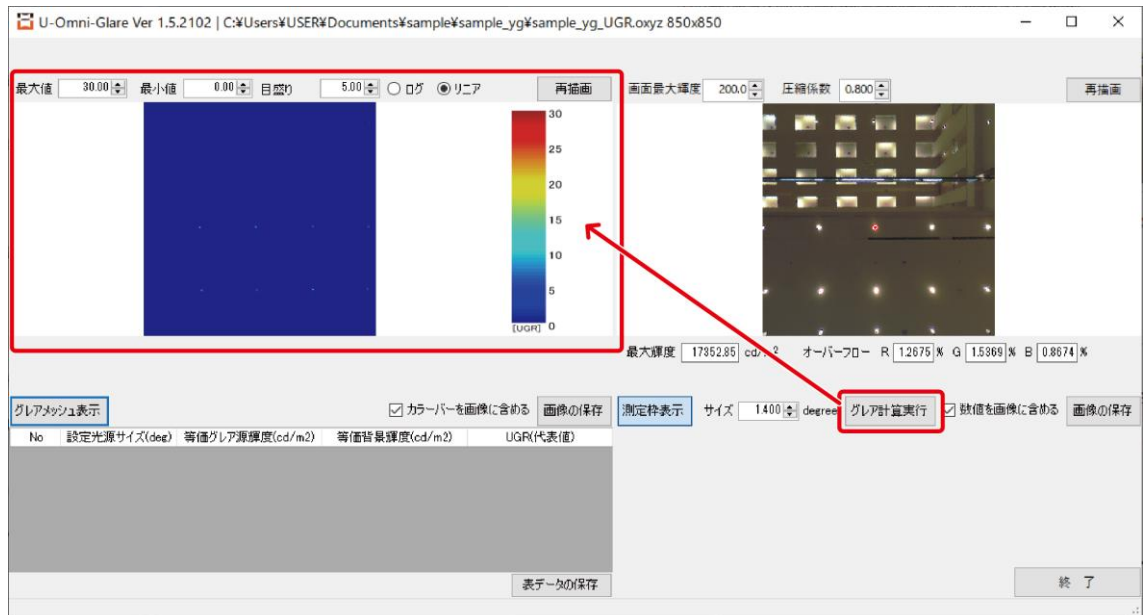 U-Omni-Glare Ver 1.5.2102 | C:¥Users¥USER¥Documents¥sample¥sample_yg¥sample_yg_UGR.oxyz 850x850
最大値 30.00 最小値 0.00 目盛り 5.00 ログ リニア 再描画
30
25
20
15
10
5
0
[UGR]
画面最大輝度 200.0 圧縮係数 0.800 再描画
最大輝度 17352.85 オーバーフロー R 1.2675 % G 1.5369 % B 0.8674 %
グレアメッシュ表示 カラーバーを画像に含める 画像の保存
測定枠表示 サイズ 1.400 degree グレア計算実行 数値を画像に含める 画像の保存
No 設定光源サイズ(deg) 等価グレア源輝度(cd/m2) 等価背景輝度(cd/m2) UGR(代表値)
表データの保存
終 了